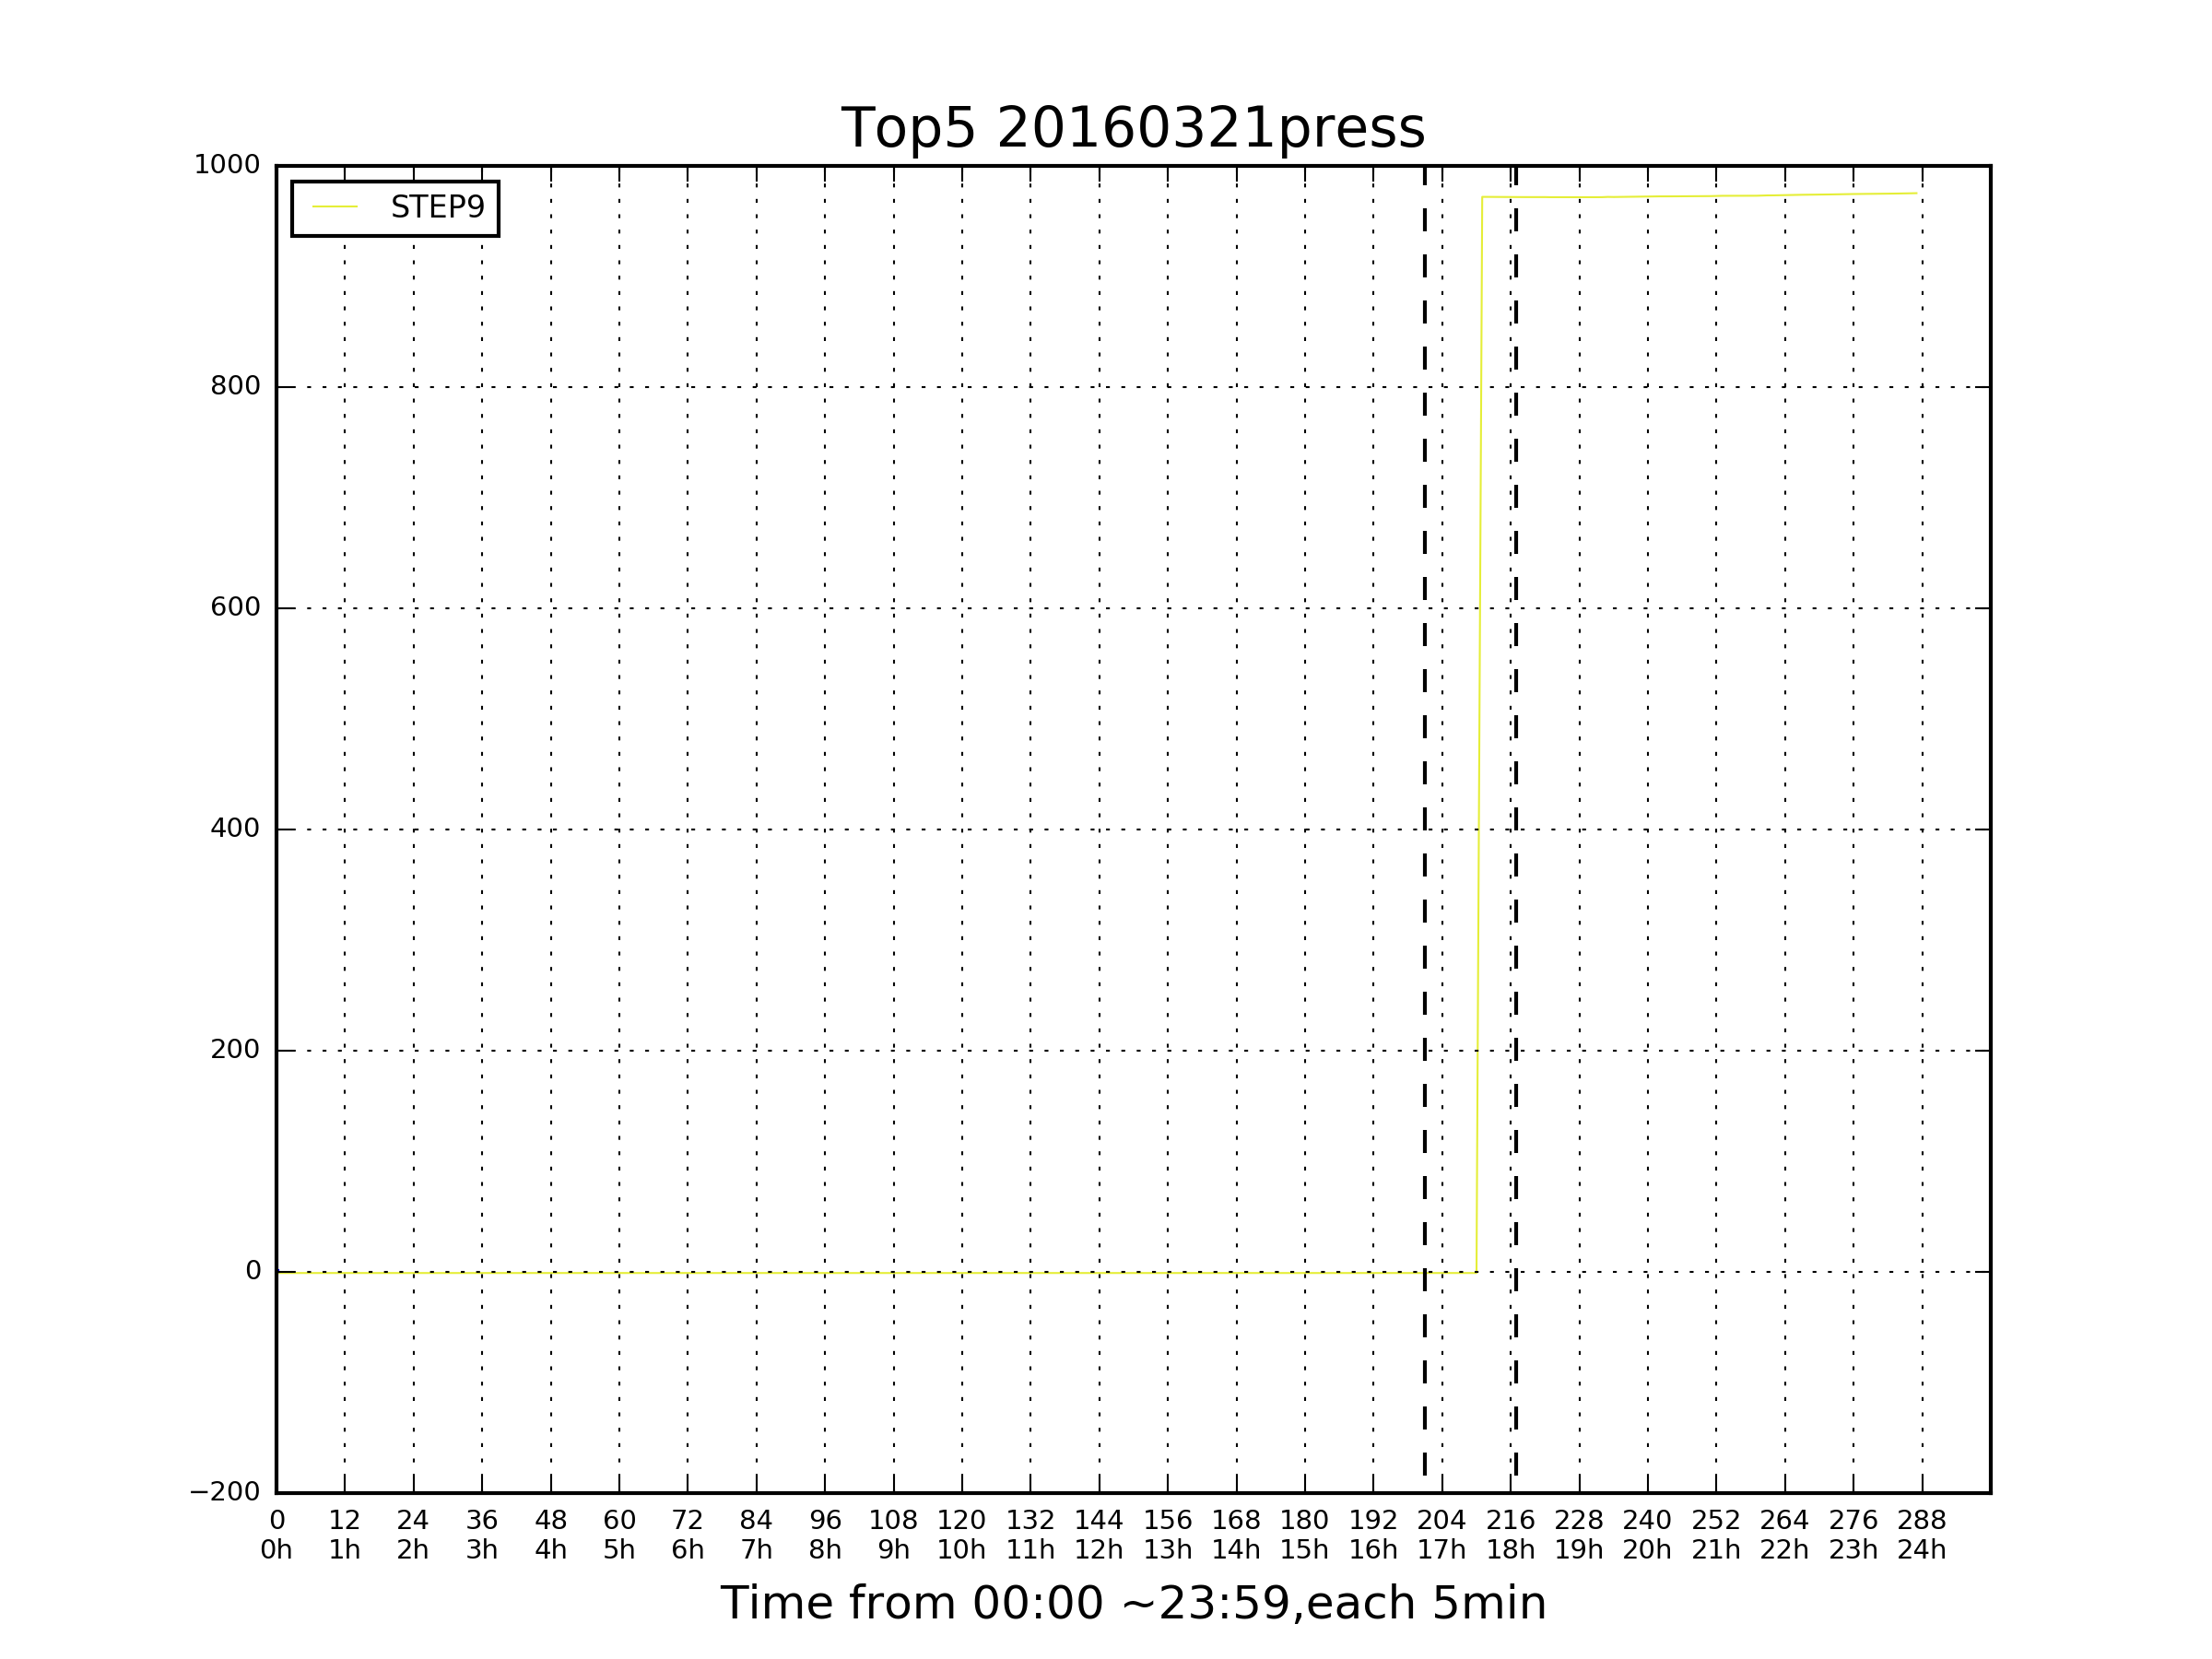 Top5 20160321press
STEP9
1000
800
600
400
200
0
−200
0 12 24 36 48 60 72 84 96 108 120 132 144 156 168 180 192 204 216 228 240 252 264 276 288
0h 1h 2h 3h 4h 5h 6h 7h 8h 9h 10h 11h 12h 13h 14h 15h 16h 17h 18h 19h 20h 21h 22h 23h 24h
Time from 00:00 ~23:59,each 5min